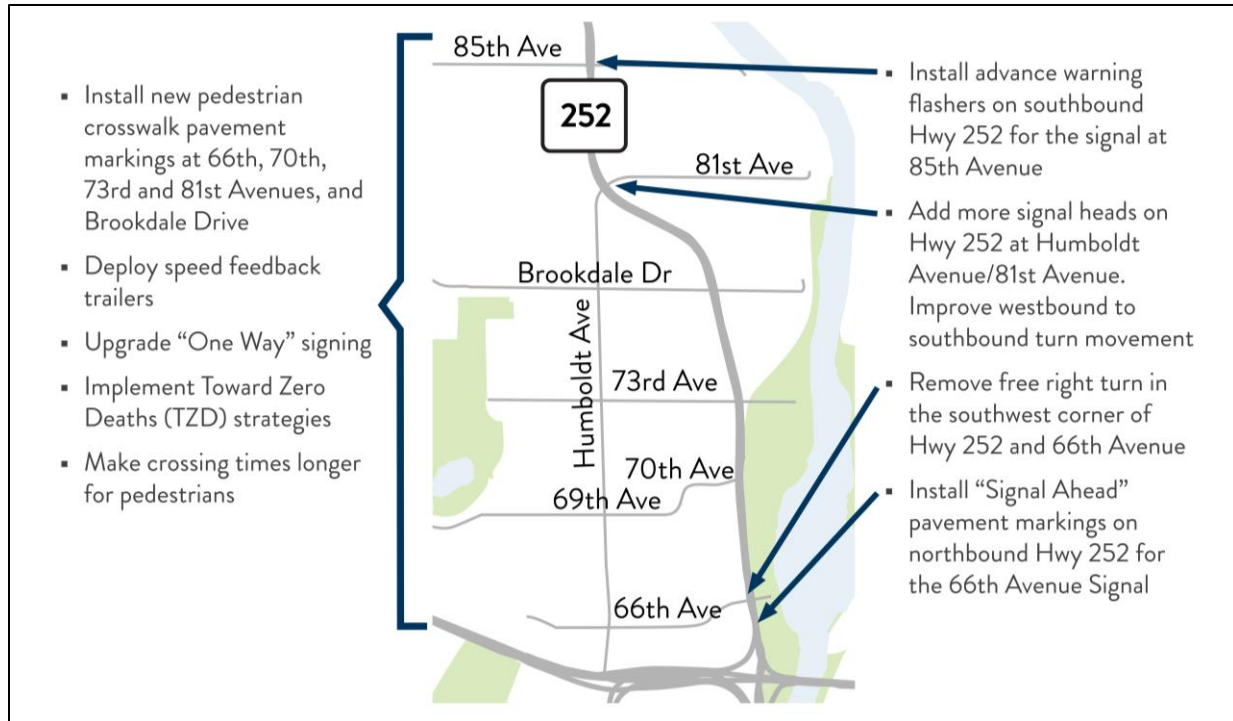 ▪ Install new pedestrian
crosswalk pavement
markings at 66th, 70th,
73rd and 81st Avenues, and
Brookdale Drive
▪ Deploy speed feedback
trailers
▪ Upgrade “One Way” signing
▪ Implement Toward Zero
Deaths (TZD) strategies
▪ Make crossing times longer
for pedestrians
85th Ave
252
81st Ave
Brookdale Dr
Humboldt Ave
73rd Ave
70th Ave
69th Ave
66th Ave
▪ Install advance warning
flashers on southbound
Hwy 252 for the signal at
85th Avenue
▪ Add more signal heads on
Hwy 252 at Humboldt
Avenue/81st Avenue.
Improve westbound to
southbound turn movement
▪ Remove free right turn in
the southwest corner of
Hwy 252 and 66th Avenue
▪ Install “Signal Ahead”
pavement markings on
northbound Hwy 252 for
the 66th Avenue Signal